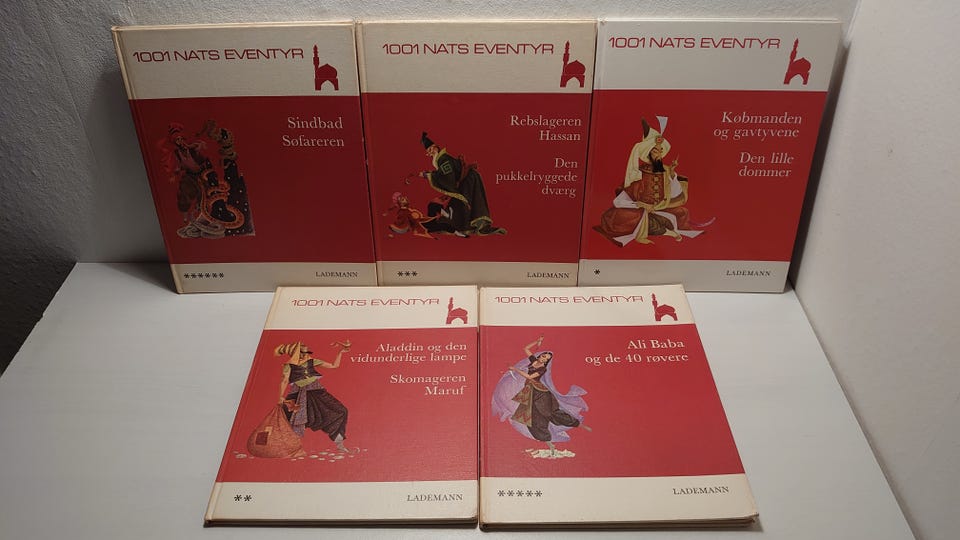 1001 NATS EVENTYR
Sindbad
Søfareren
*****
LADEMANN
1001 NATS EVENTYR
Rebslageren
Hassan
Den
pukkelryggede
dværg
***
LADEMANN
1001 NATS EVENTYR
Købmanden
og gavtyvene
Den lille
dommer
*
LADEMANN
1001 NATS EVENTYR
Aladdin og den
vidunderlige lampe
Skomageren
Maruf
**
LADEMANN
1001 NATS EVENTYR
Ali Baba
og de 40 røvere
*****
LADEMANN